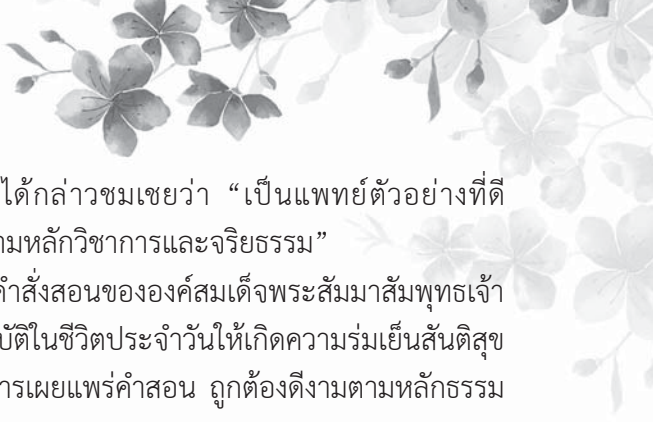 ได้กล่าวชมเชยว่า “เป็นแพทย์ตัวอย่างที่ดี
ามหลักวิชาการและจริยธรรม”
คำสั่งสอนขององค์สมเด็จพระสัมมาสัมพุทธเจ้า
บัติในชีวิตประจำวันให้เกิดความร่มเย็นสันติสุข
ารเผยแพร่คำสอน ถูกต้องดีงามตามหลักธรรม